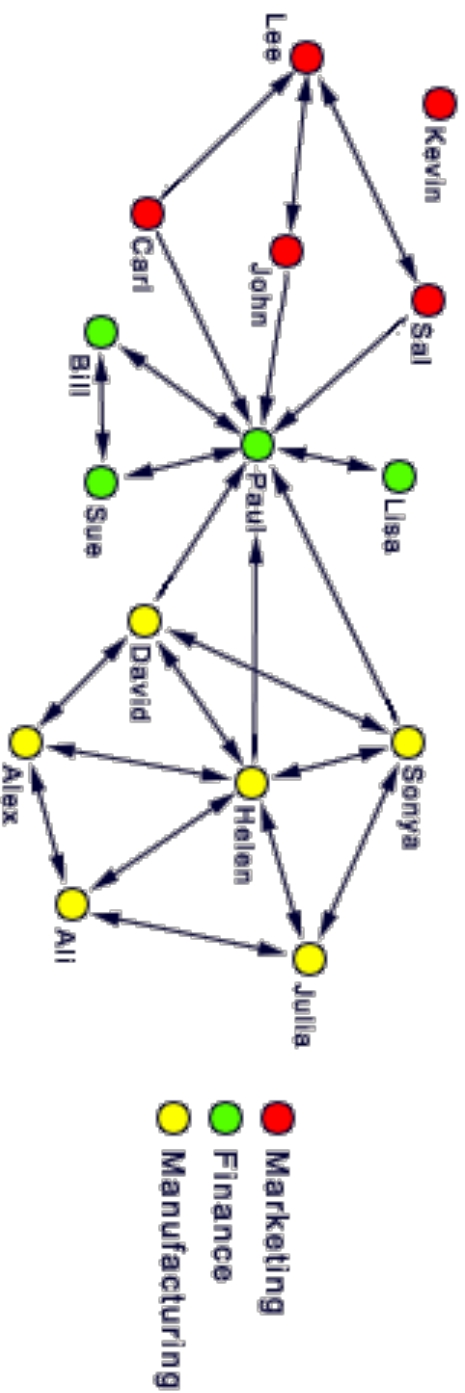 Kevin
Lee
Sal
John
Carl
Lisa
Paul
Bill
Sue
Sonya
Helen
David
Alex
Julia
Ali
Marketing
Finance
Manufacturing